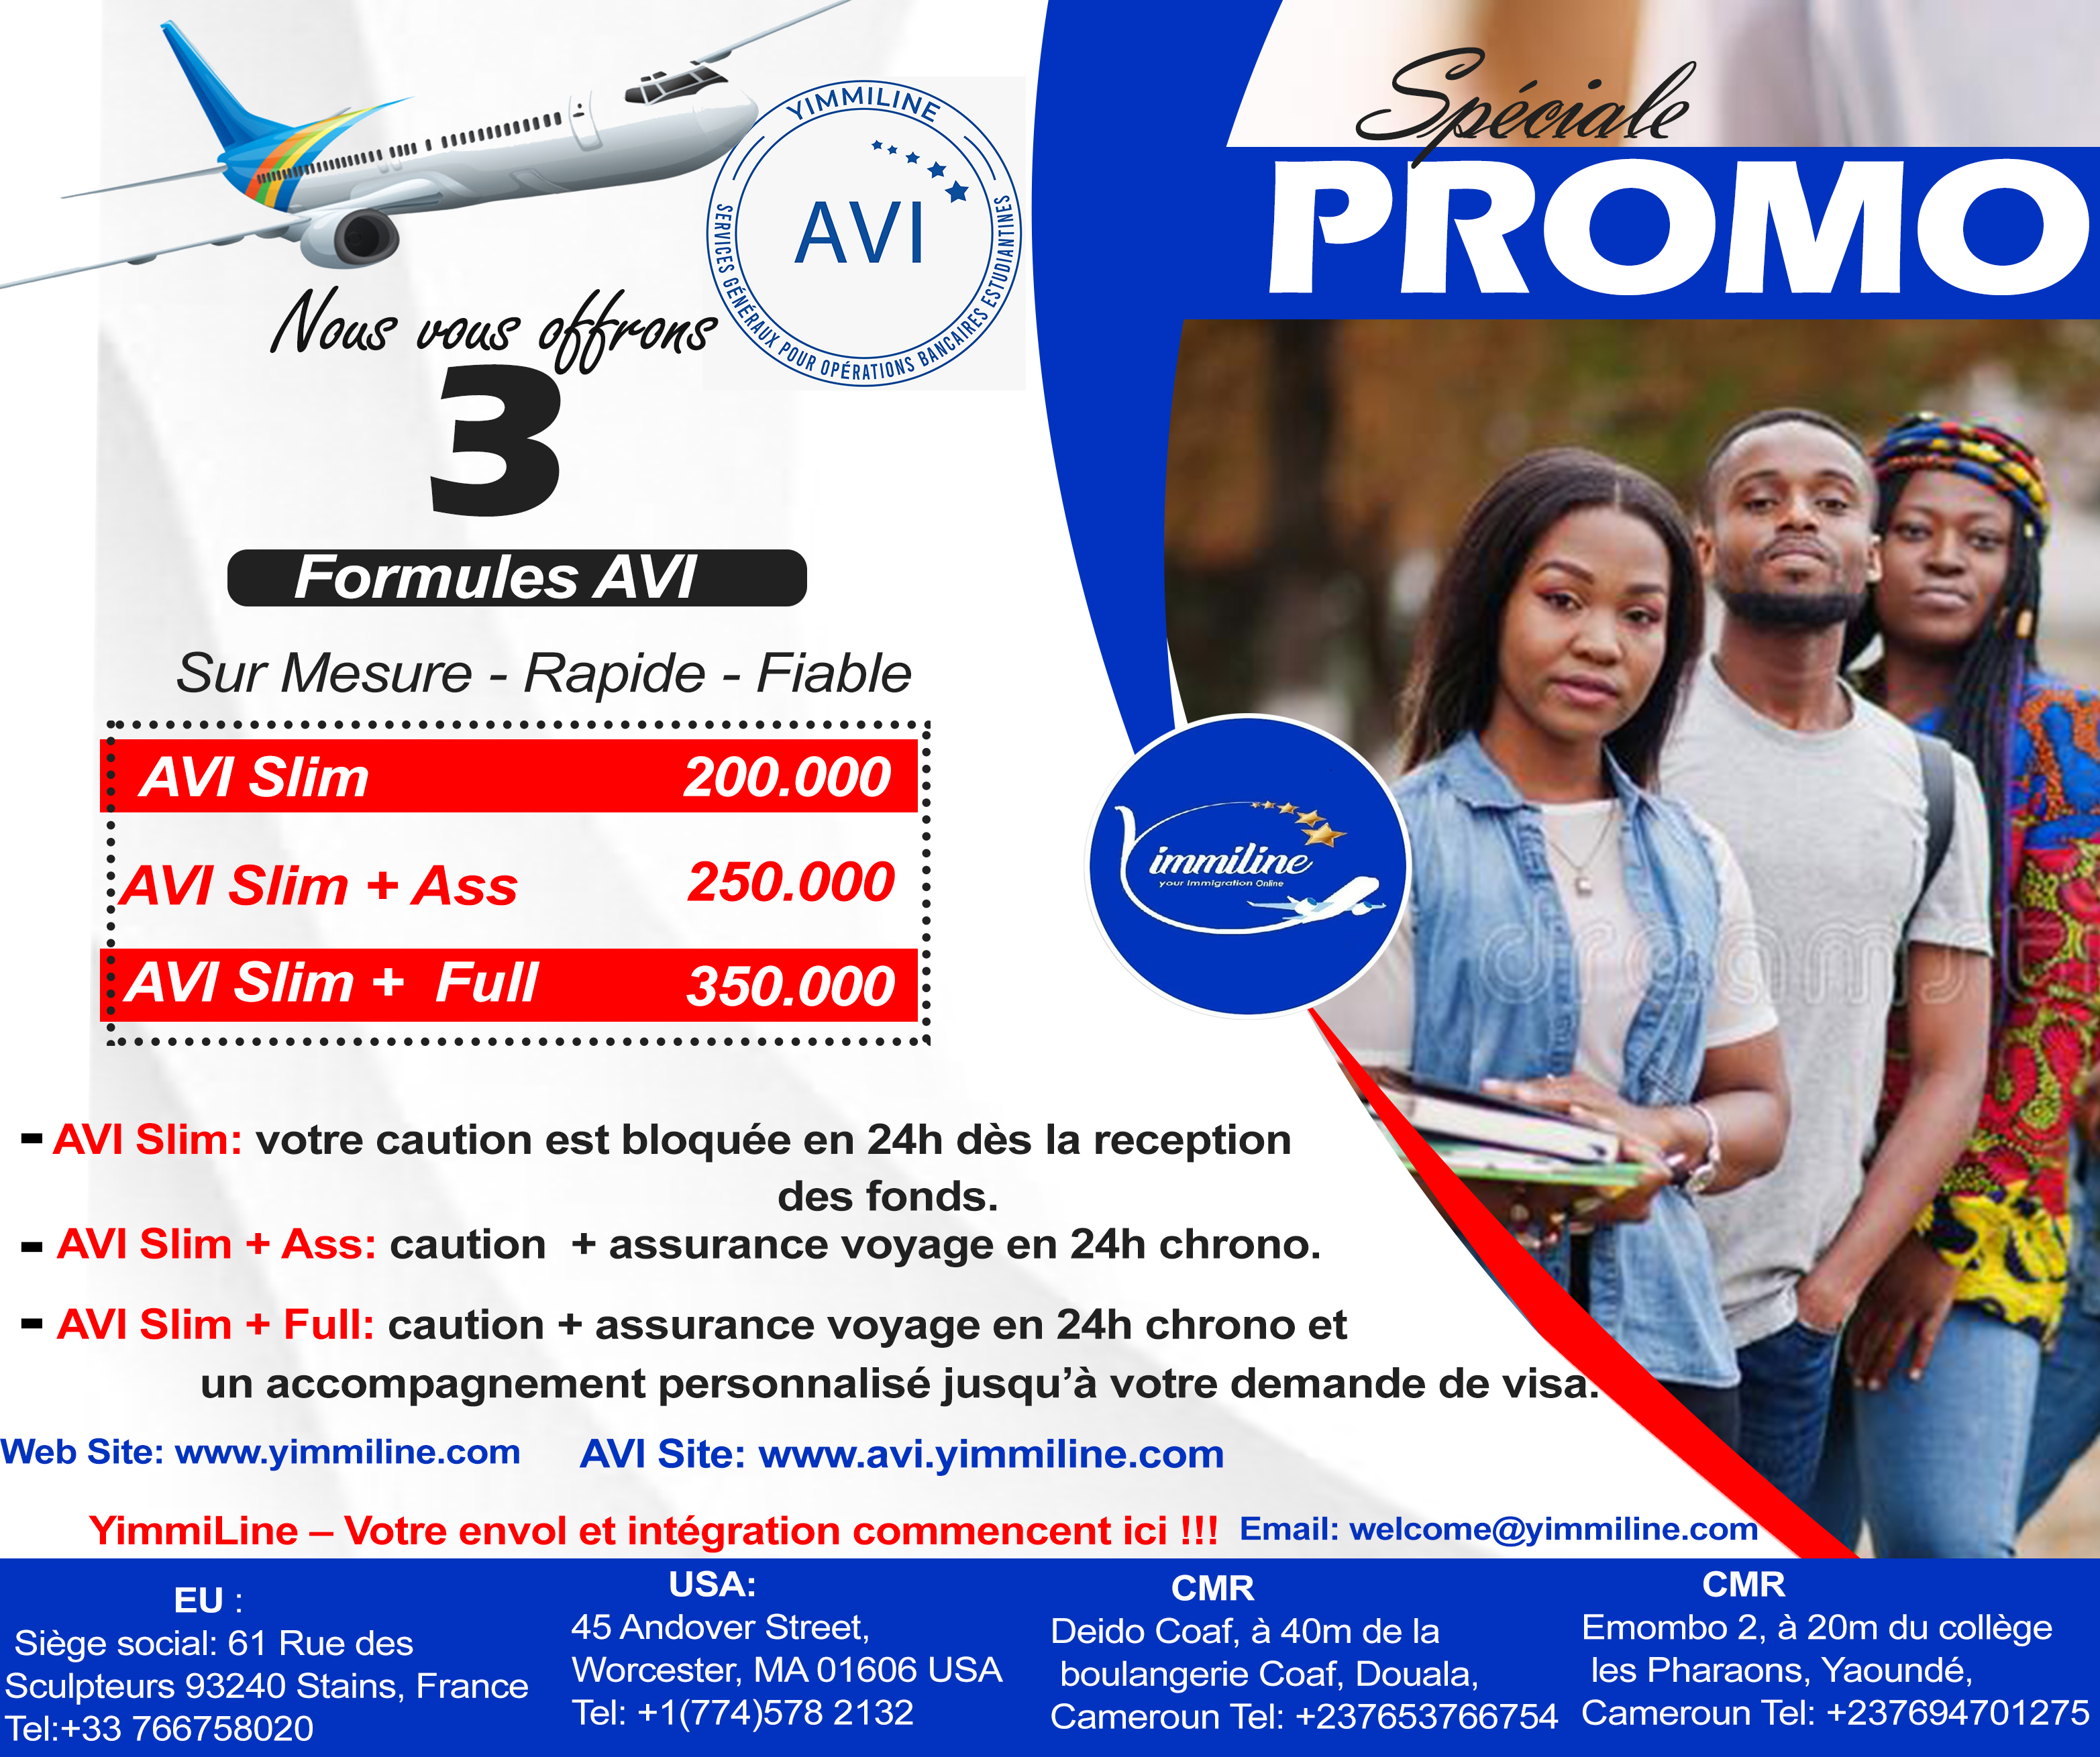 YIMMILINE
AVI
SERVICES GÉNÉRAUX POUR OPÉRATIONS BANCAIRES ESTUDIANTINES
Spéciale
PROMO
Nous vous offrons
3
Formules AVI
Sur Mesure - Rapide - Fiable
AVI Slim 200.000
AVI Slim + Ass 250.000
AVI Slim + Full 350.000
Yimmiline
your Immigration Online
dreamst
- AVI Slim: votre caution est bloquée en 24h dès la reception
des fonds.
- AVI Slim + Ass: caution + assurance voyage en 24h chrono.
- AVI Slim + Full: caution + assurance voyage en 24h chrono et
un accompagnement personnalisé jusqu'à votre demande de visa.
Web Site: www.yimmiline.com AVI Site: www.avi.yimmiline.com
YimmiLine – Votre envol et intégration commencent ici !!! Email: welcome@yimmiline.com
EU :
Siège social: 61 Rue des
Sculpteurs 93240 Stains, France
Tel:+33 766758020
USA:
45 Andover Street,
Worcester, MA 01606 USA
Tel: +1(774)578 2132
CMR
Deido Coaf, à 40m de la
boulangerie Coaf, Douala,
Cameroun Tel: +237653766754
CMR
Emombo 2, à 20m du collège
les Pharaons, Yaoundé,
Cameroun Tel: +237694701275